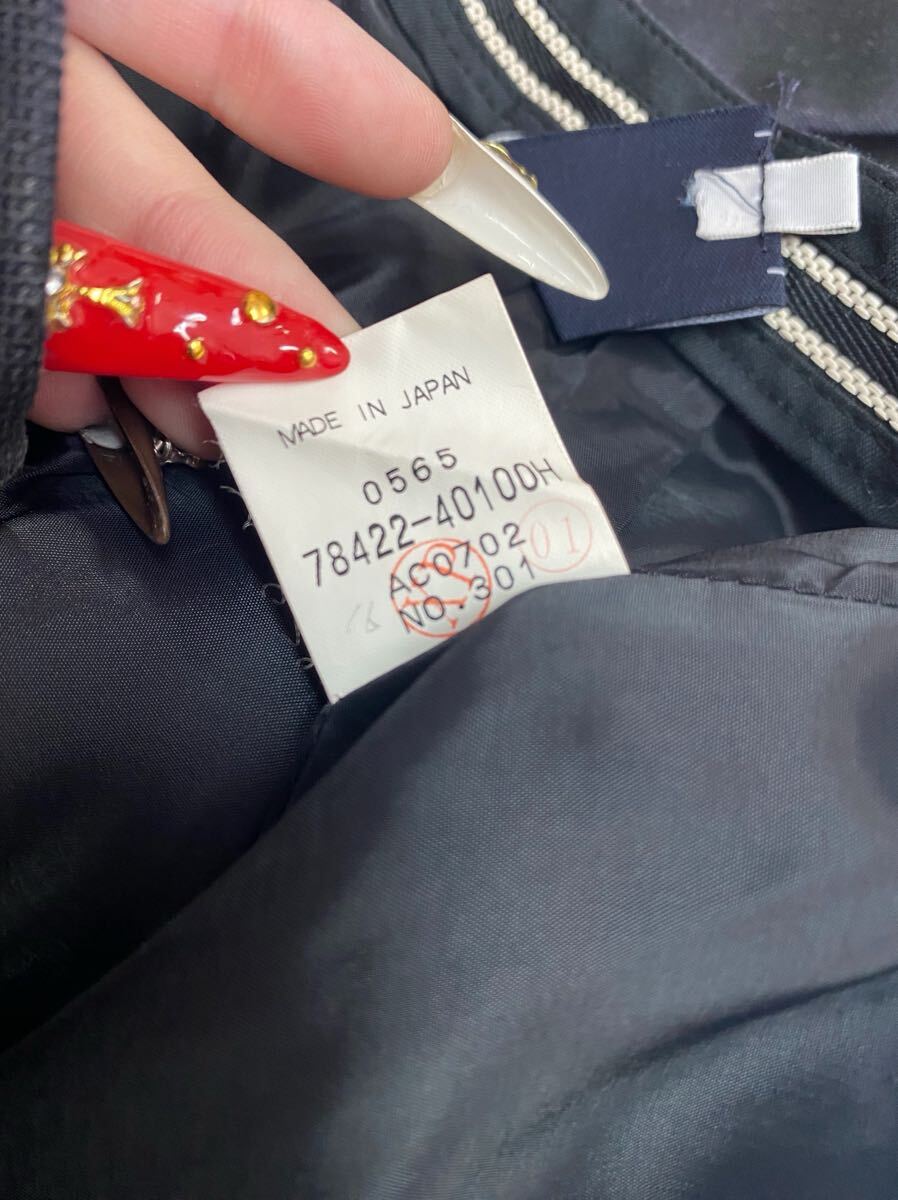 MADE IN JAPAN
0565
78422-40100H
AC0702
NO.301
01